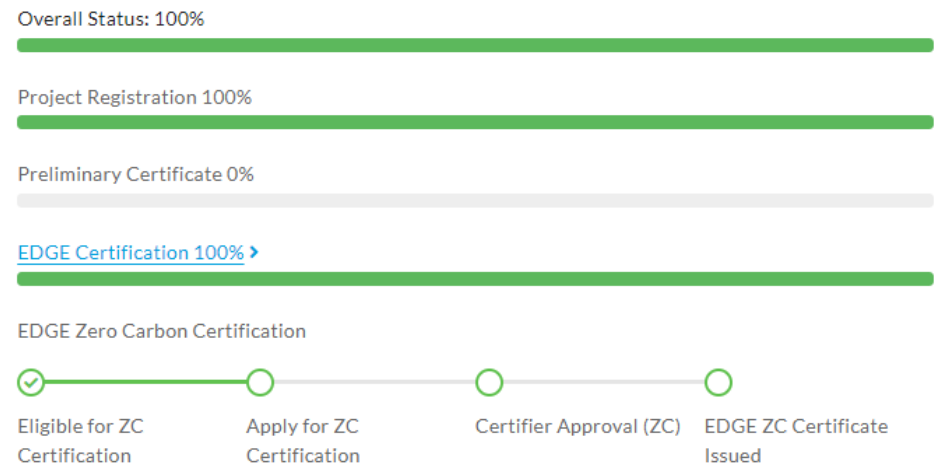 Overall Status: 100%
Project Registration 100%
Preliminary Certificate 0%
EDGE Certification 100%
EDGE Zero Carbon Certification
Eligible for ZC
Certification
Apply for ZC
Certification
Certifier Approval (ZC)
EDGE ZC Certificate
Issued